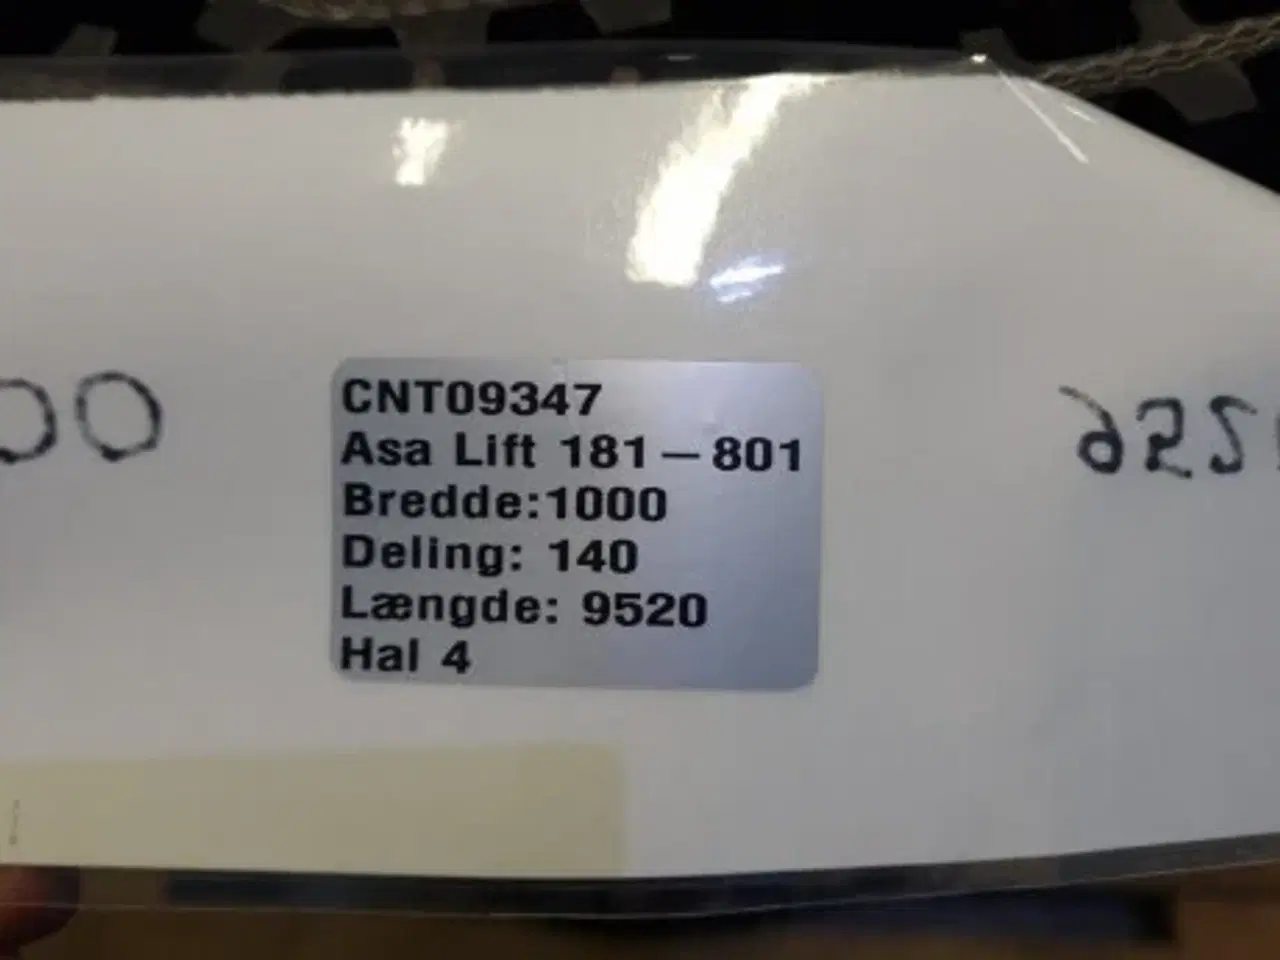 CNT09347
Asa Lift 181–801
Bredde:1000
Deling: 140
Længde: 9520
Hal 4